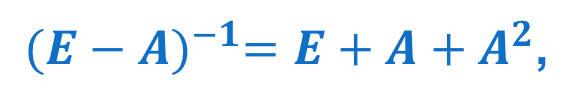 (E − A)⁻¹= E + A + A²,